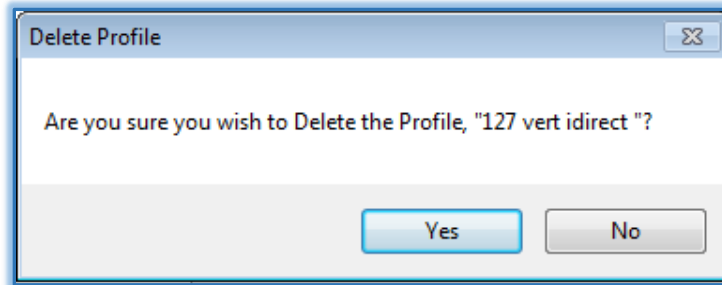 Delete Profile
Are you sure you wish to Delete the Profile, "127 vert idirect "?
Yes No